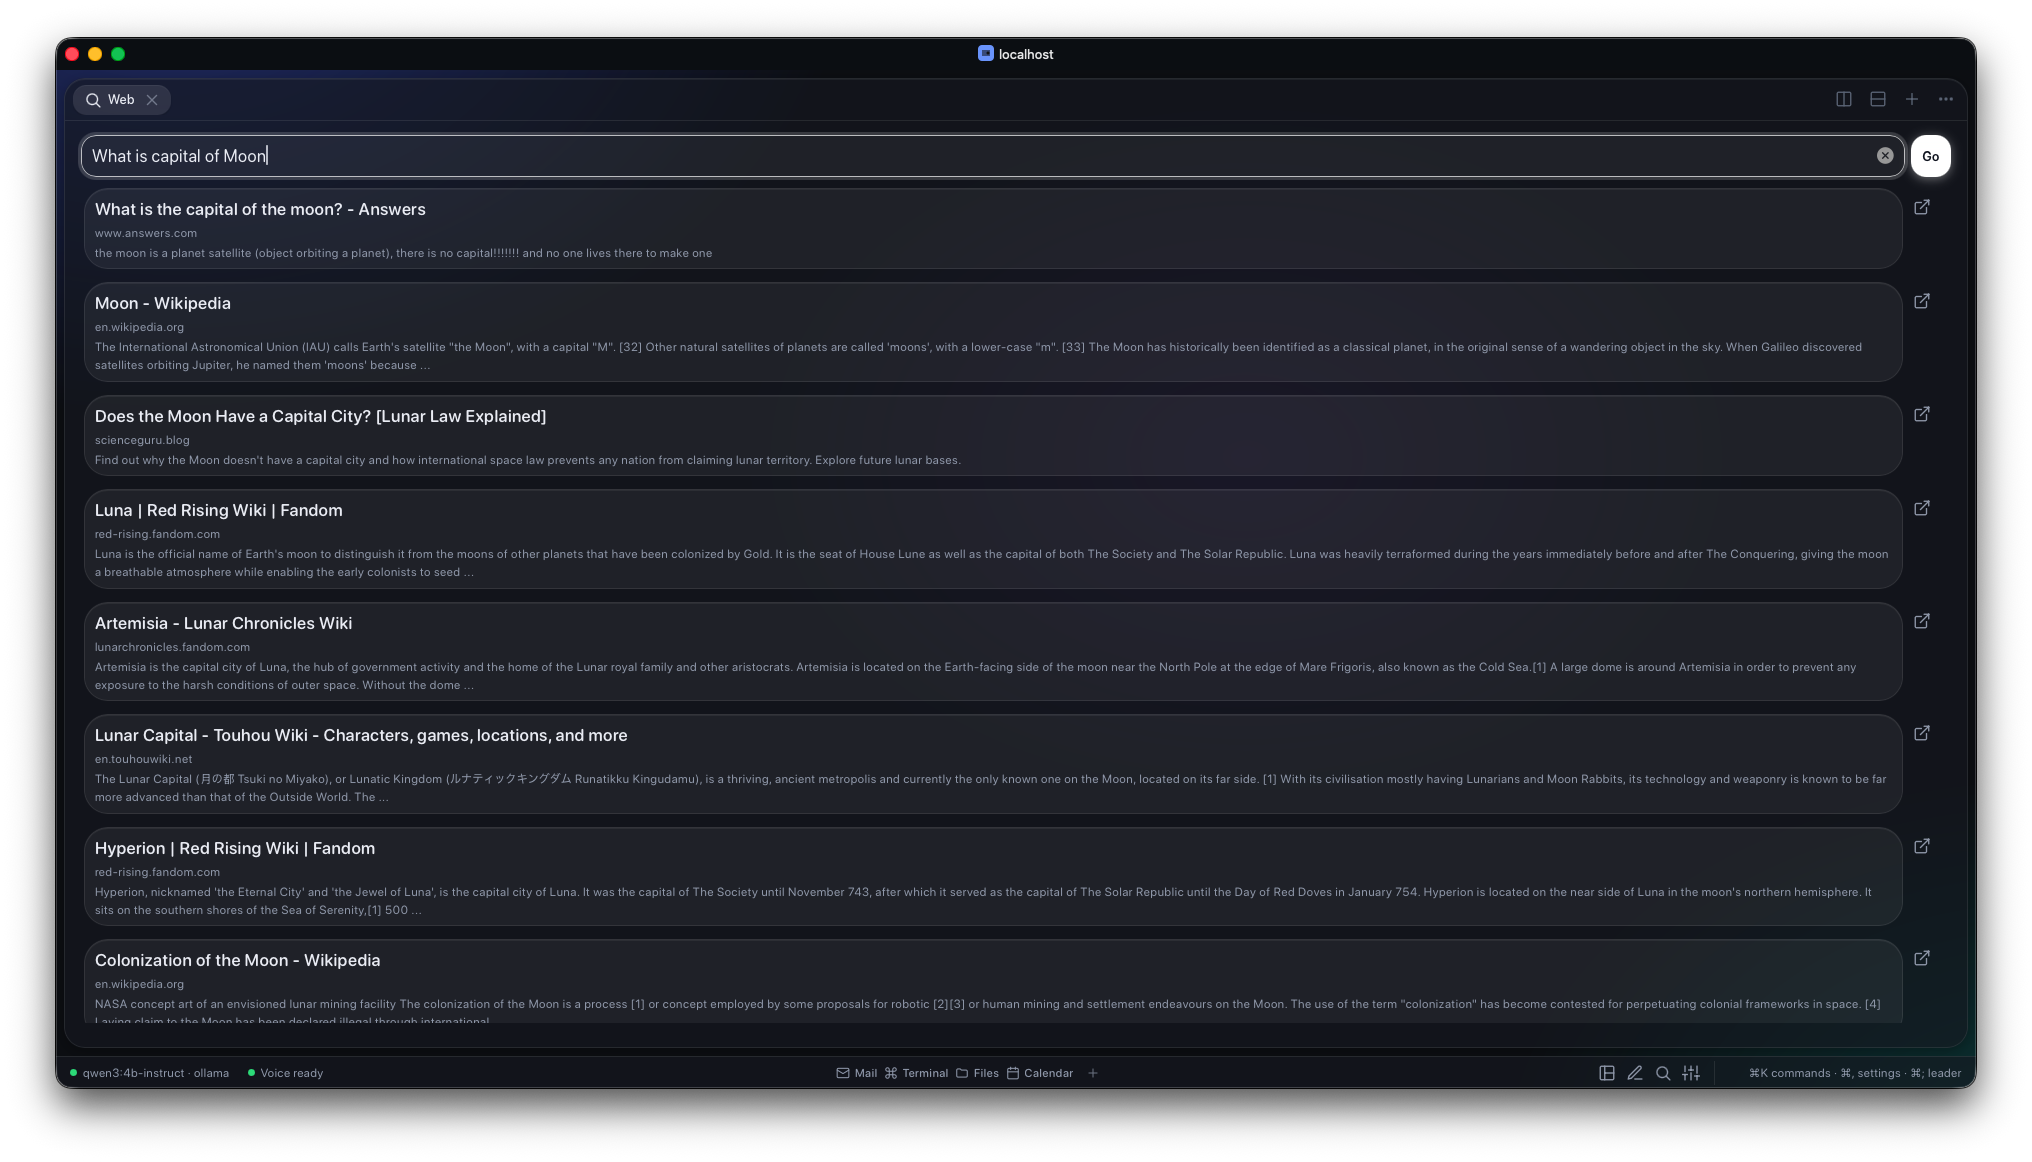 localhost
Web
What is capital of Moon
Go
What is the capital of the moon? - Answers
www.answers.com
the moon is a planet satellite (object orbiting a planet), there is no capital!!!!!!! and no one lives there to make one
Moon - Wikipedia
en.wikipedia.org
The International Astronomical Union (IAU) calls Earth's satellite "the Moon", with a capital "M". [32] Other natural satellites of planets are called 'moons', with a lower-case "m". [33] The Moon has historically been identified as a classical planet, in the original sense of a wandering object in the sky. When Galileo discovered
satellites orbiting Jupiter, he named them 'moons' because ...
Does the Moon Have a Capital City? [Lunar Law Explained]
scienceguru.blog
Find out why the Moon doesn't have a capital city and how international space law prevents any nation from claiming lunar territory. Explore future lunar bases.
Luna | Red Rising Wiki | Fandom
red-rising.fandom.com
Luna is the official name of Earth's moon to distinguish it from the moons of other planets that have been colonized by Gold. It is the seat of House Lune as well as the capital of both The Society and The Solar Republic. Luna was heavily terraformed during the years immediately before and after The Conquering, giving the moon
a breathable atmosphere while enabling the early colonists to seed ...
Artemisia - Lunar Chronicles Wiki
lunarchronicles.fandom.com
Artemisia is the capital city of Luna, the hub of government activity and the home of the Lunar royal family and other aristocrats. Artemisia is located on the Earth-facing side of the moon near the North Pole at the edge of Mare Frigoris, also known as the Cold Sea.[1] A large dome is around Artemisia in order to prevent any
exposure to the harsh conditions of outer space. Without the dome ...
Lunar Capital - Touhou Wiki - Characters, games, locations, and more
en.touhouwiki.net
The Lunar Capital (月の都 Tsuki no Miyako), or Lunatic Kingdom (ルナティックキングダム Runatikku Kingudamu), is a thriving, ancient metropolis and currently the only known one on the Moon, located on its far side. [1] With its civilisation mostly having Lunarians and Moon Rabbits, its technology and weaponry is known to be far
more advanced than that of the Outside World. The ...
Hyperion | Red Rising Wiki | Fandom
red-rising.fandom.com
Hyperion, nicknamed 'the Eternal City' and 'the Jewel of Luna', is the capital city of Luna. It was the capital of The Society until November 743, after which it served as the capital of The Solar Republic until the Day of Red Doves in January 754. Hyperion is located on the near side of Luna in the moon's northern hemisphere. It
sits on the southern shores of the Sea of Serenity,[1] 500 ...
Colonization of the Moon - Wikipedia
en.wikipedia.org
NASA concept art of an envisioned lunar mining facility The colonization of the Moon is a process [1] or concept employed by some proposals for robotic [2][3] or human mining and settlement endeavours on the Moon. The use of the term "colonization" has become contested for perpetuating colonial frameworks in space. [4]
Laying claim to the Moon has been declared illegal through international
qwen3:4b-instruct · ollama Voice ready Mail Terminal Files Calendar ⌘K commands · ⌘, settings · ⌘; leader